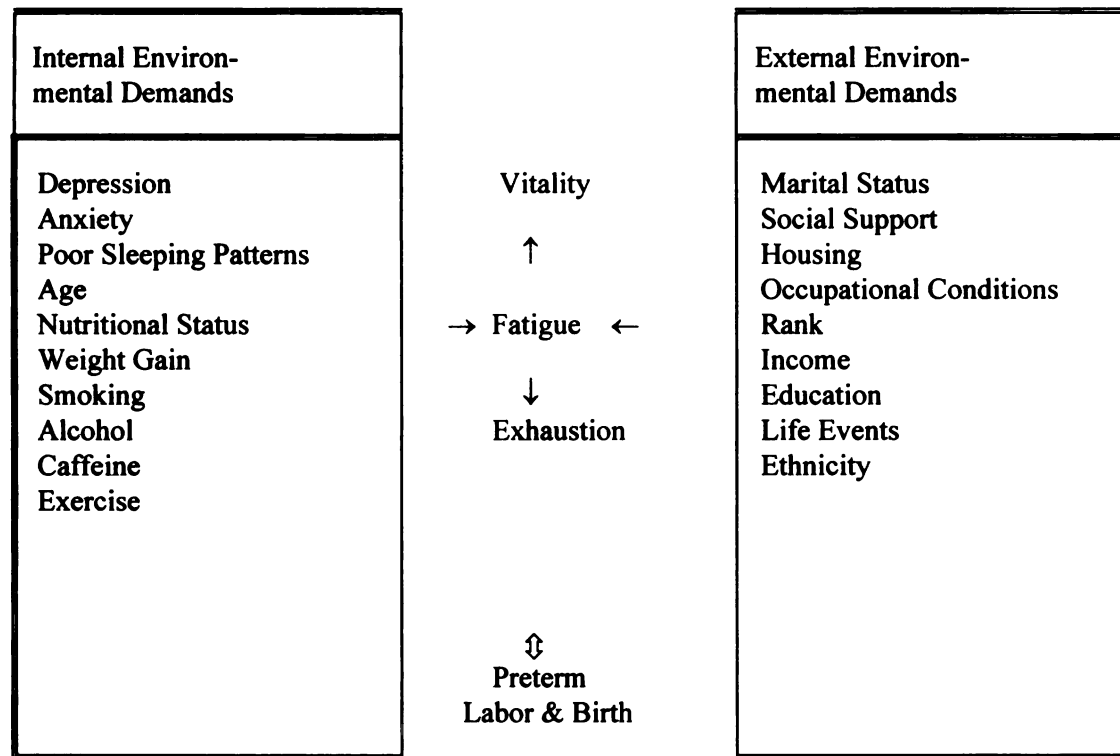 Internal Environ-
mental Demands
Depression
Anxiety
Poor Sleeping Patterns
Age
Nutritional Status
Weight Gain
Smoking
Alcohol
Caffeine
Exercise
Vitality
↑
→ Fatigue ←
↓
Exhaustion
⇕
Preterm
Labor & Birth
External Environ-
mental Demands
Marital Status
Social Support
Housing
Occupational Conditions
Rank
Income
Education
Life Events
Ethnicity